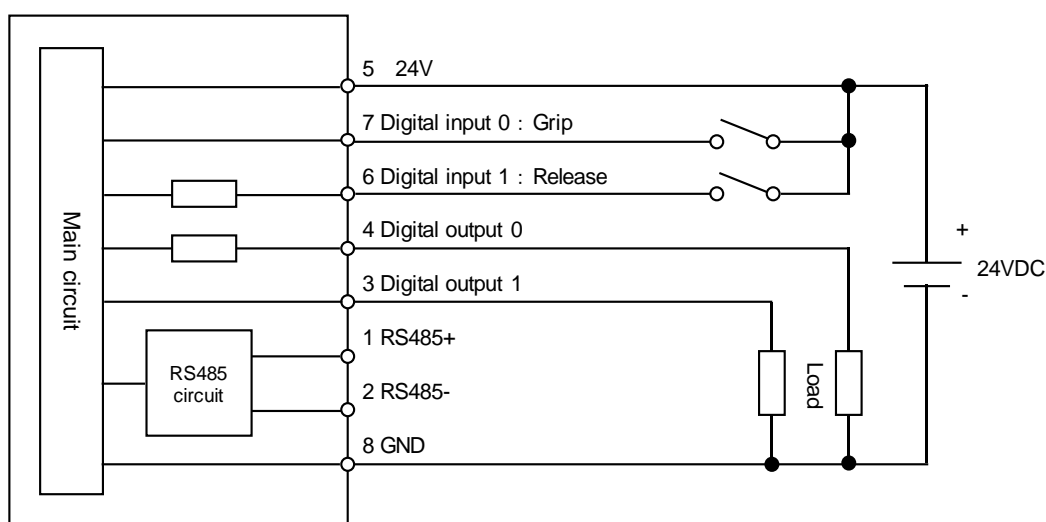 5 24V
7 Digital input 0 : Grip
6 Digital input 1 : Release
4 Digital output 0
3 Digital output 1
1 RS485+
2 RS485-
8 GND
Main circuit
RS485
circuit
Load
+
24VDC
-